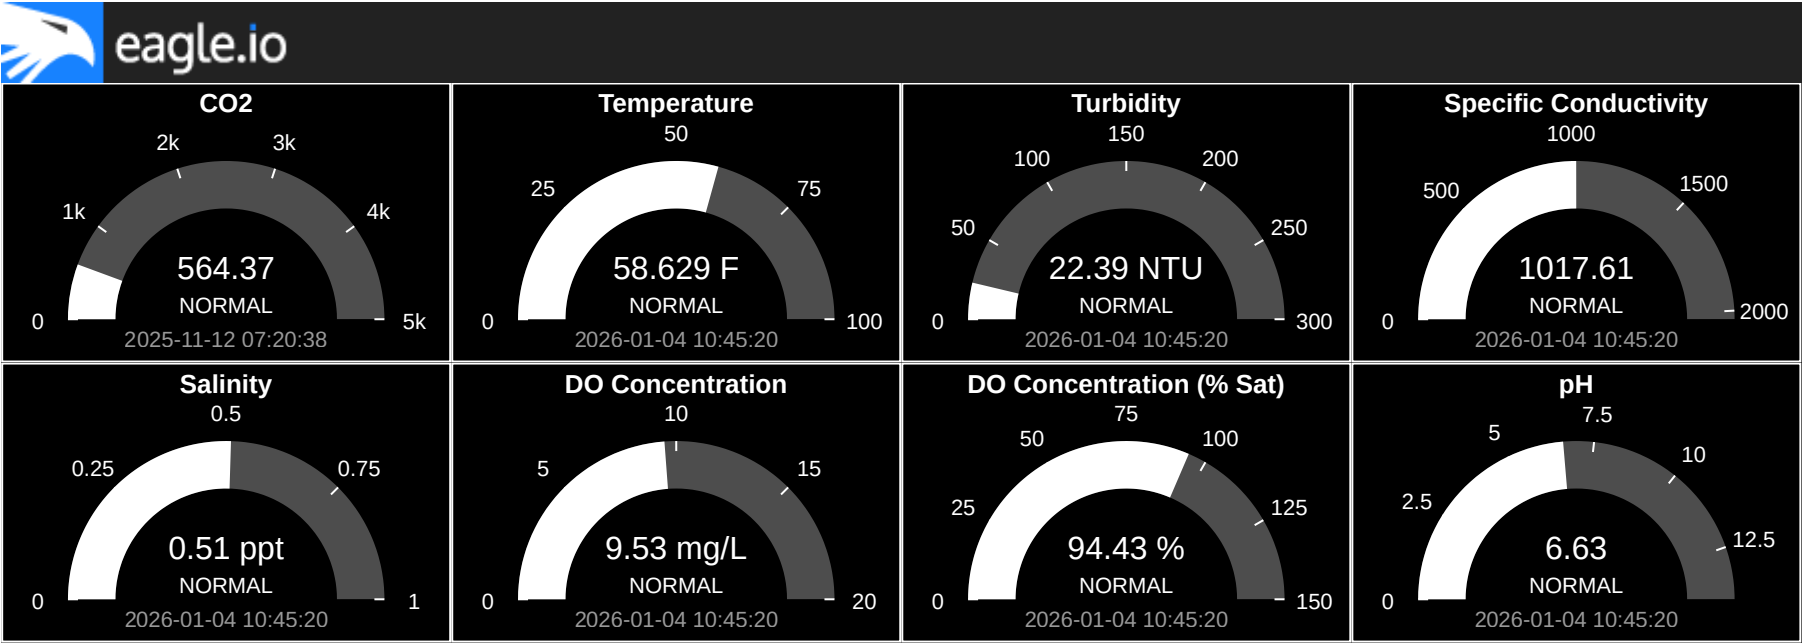 eagle.io
CO2
2k 3k
1k 4k
564.37
NORMAL
0 5k
2025-11-12 07:20:38
Temperature
50
25 75
58.629 F
NORMAL
0 100
2026-01-04 10:45:20
Turbidity
150
100 200
50 250
22.39 NTU
NORMAL
0 300
2026-01-04 10:45:20
Specific Conductivity
1000
500 1500
1017.61
NORMAL
0 2000
2026-01-04 10:45:20
Salinity
0.5
0.25 0.75
0.51 ppt
NORMAL
0 1
2026-01-04 10:45:20
DO Concentration
10
5 15
9.53 mg/L
NORMAL
0 20
2026-01-04 10:45:20
DO Concentration (% Sat)
75
50 100
25 125
94.43 %
NORMAL
0 150
2026-01-04 10:45:20
pH
7.5
5 10
2.5 12.5
6.63
NORMAL
0
2026-01-04 10:45:20